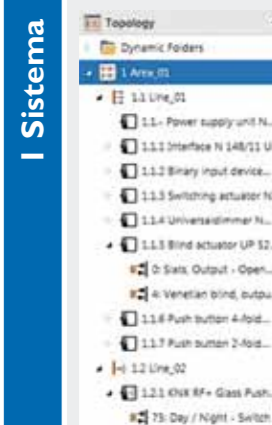 I Sistema
Topology
Dynamic Folders
1 Area_01
1.1 Line_01
1.1.- Power supply unit N...
1.1.1 Interface N 148/11 U
1.1.2 Binary input device...
1.1.3 Switching actuator N
1.1.4 Universaldimmer N...
1.1.5 Blind actuator UP 52.
0: Slats, Output - Open...
4: Venetian blind, outpu
1.1.6 Push button 4-fold...
1.1.7 Push button 2-fold...
1.2 Line_02
1.2.1 KNX RF+ Glass Push.
73: Day / Night - Switch